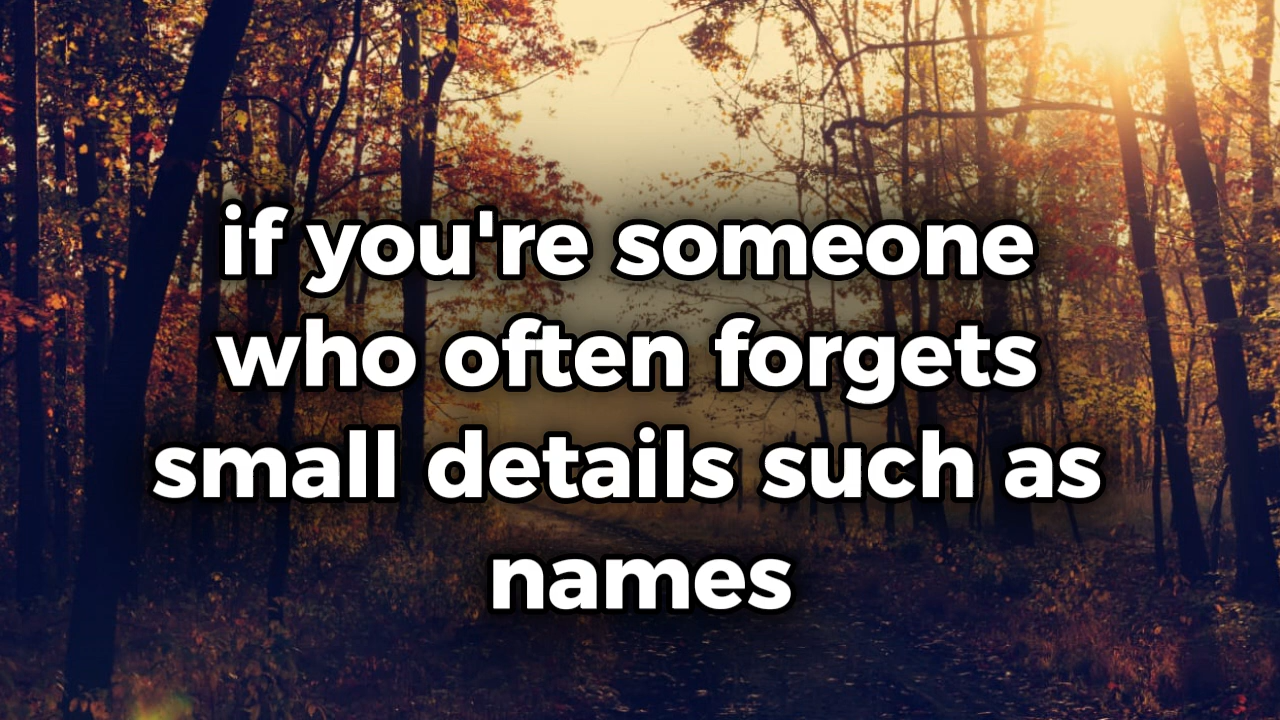 if you're someone
who often forgets
small details such as
names